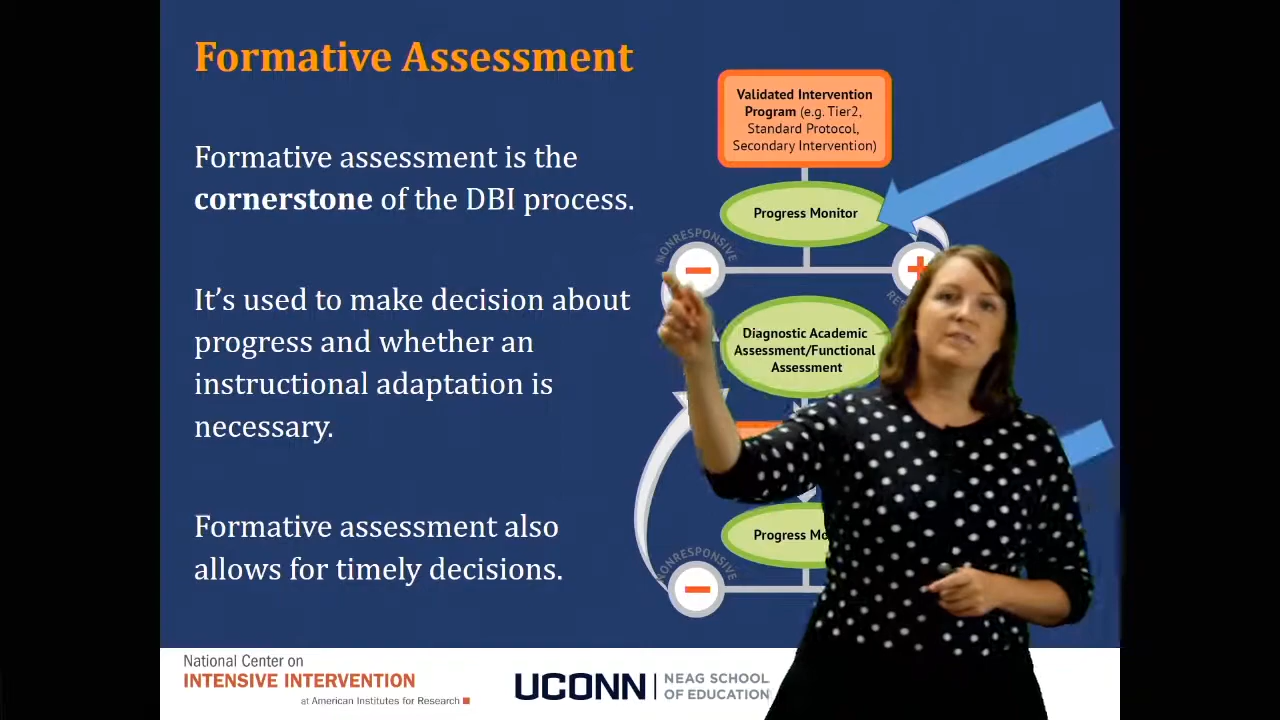 Formative Assessment
Formative assessment is the
cornerstone of the DBI process.
It’s used to make decision about
progress and whether an
instructional adaptation is
necessary.
Formative assessment also
allows for timely decisions.
Validated Intervention
Program (e.g. Tier2,
Standard Protocol,
Secondary Intervention)
Progress Monitor
NONRESPONSIVE
Diagnostic Academic
Assessment/Functional
Assessment
Progress
NONRESPONSIVE
National Center on
INTENSIVE INTERVENTION
at American Institutes for Research
UCONN
NEAG SCHOOL
OF EDUCATION